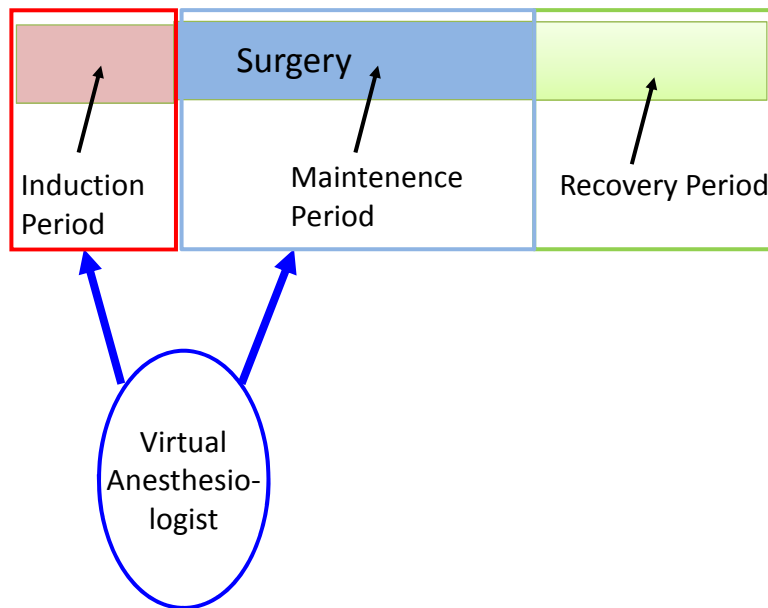 Surgery
Induction
Period
Maintenence
Period
Recovery Period
Virtual
Anesthesio-
logist